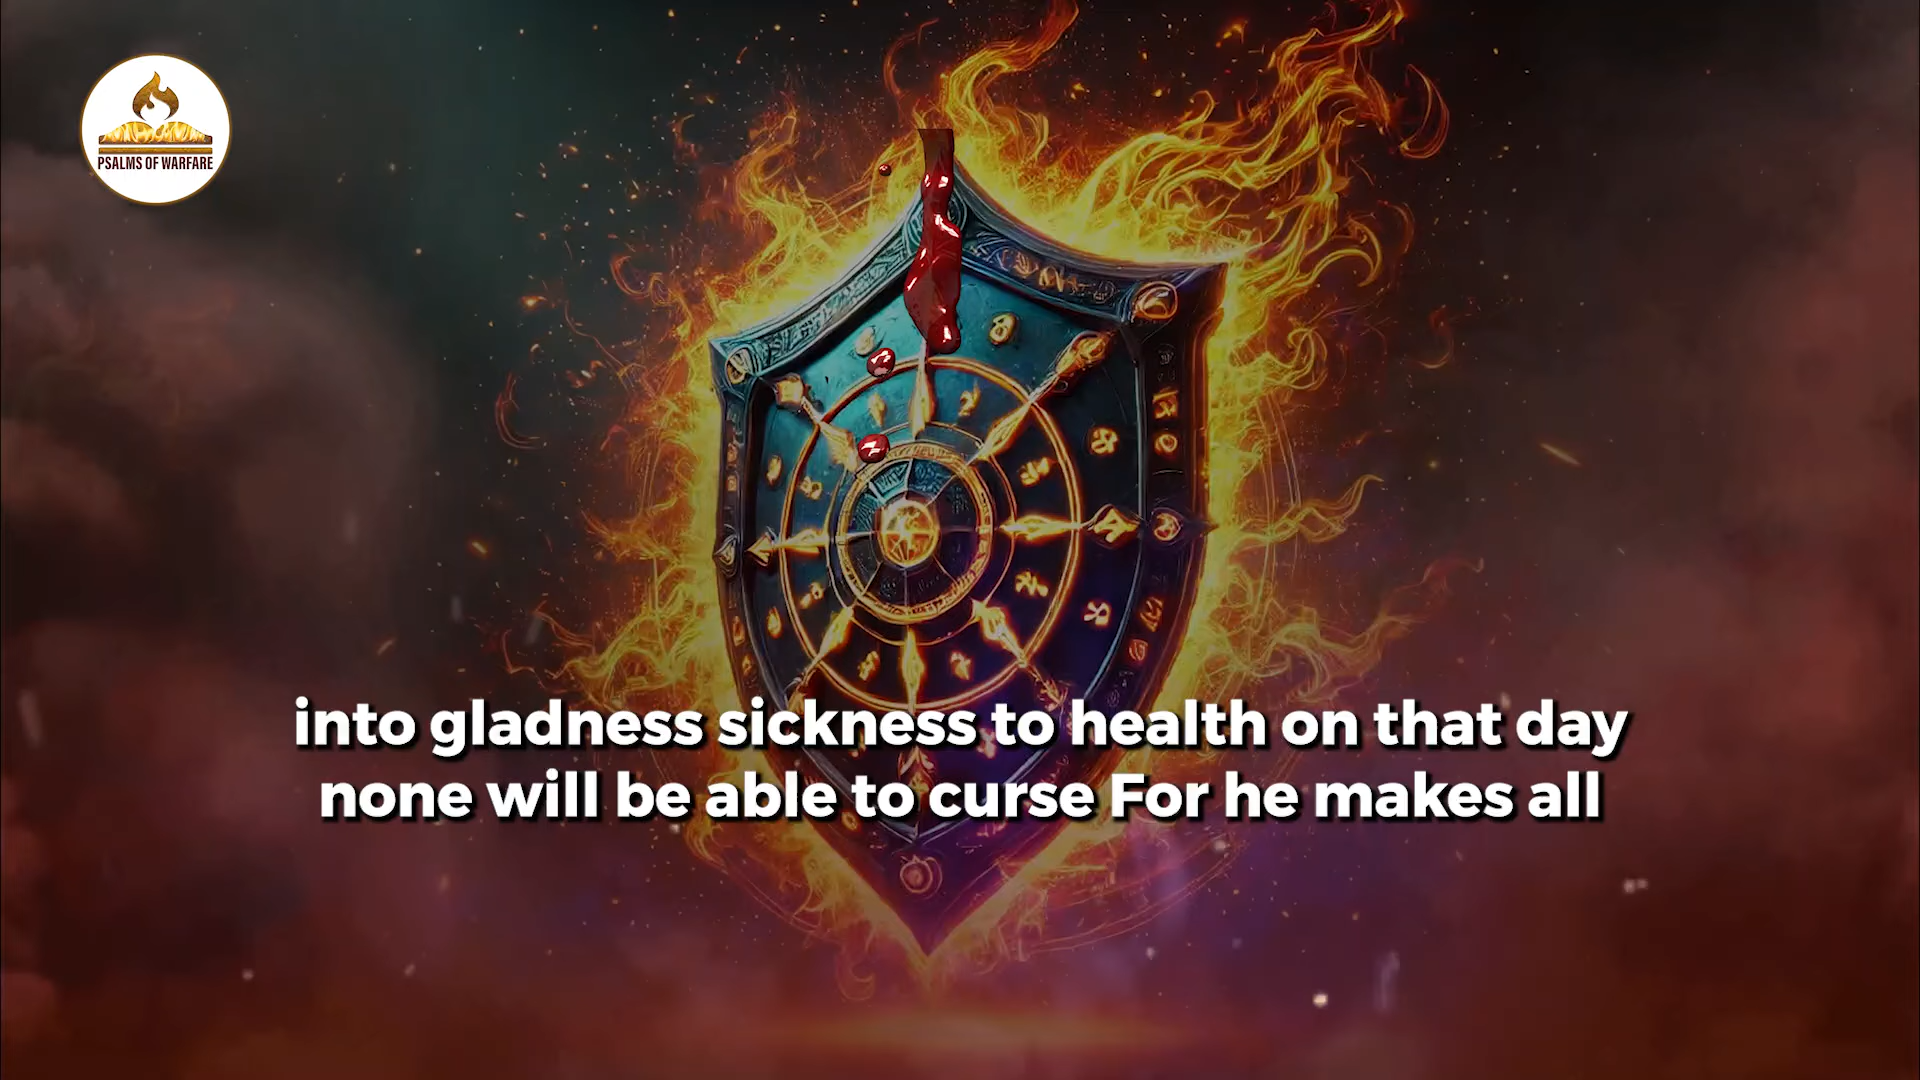 PSALMS OF WARFARE
into gladness sickness to health on that day
none will be able to curse For he makes all